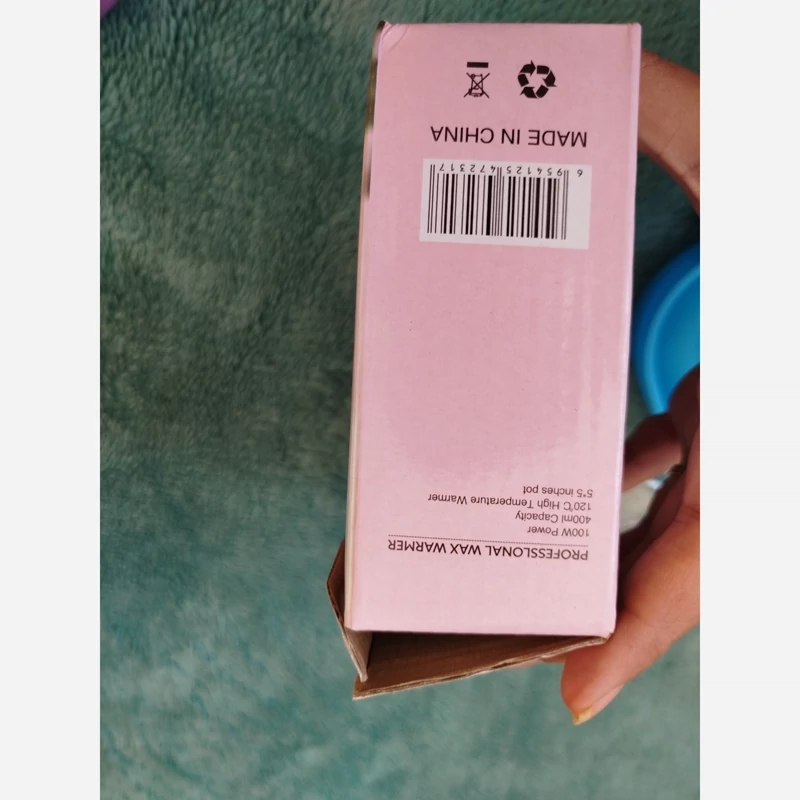 PROFESSLONAL WAX WARMER
100W Power
400ml Capacity
120℃ High Temperature Warmer
5*5 inches pot
6 954125 472317
MADE IN CHINA